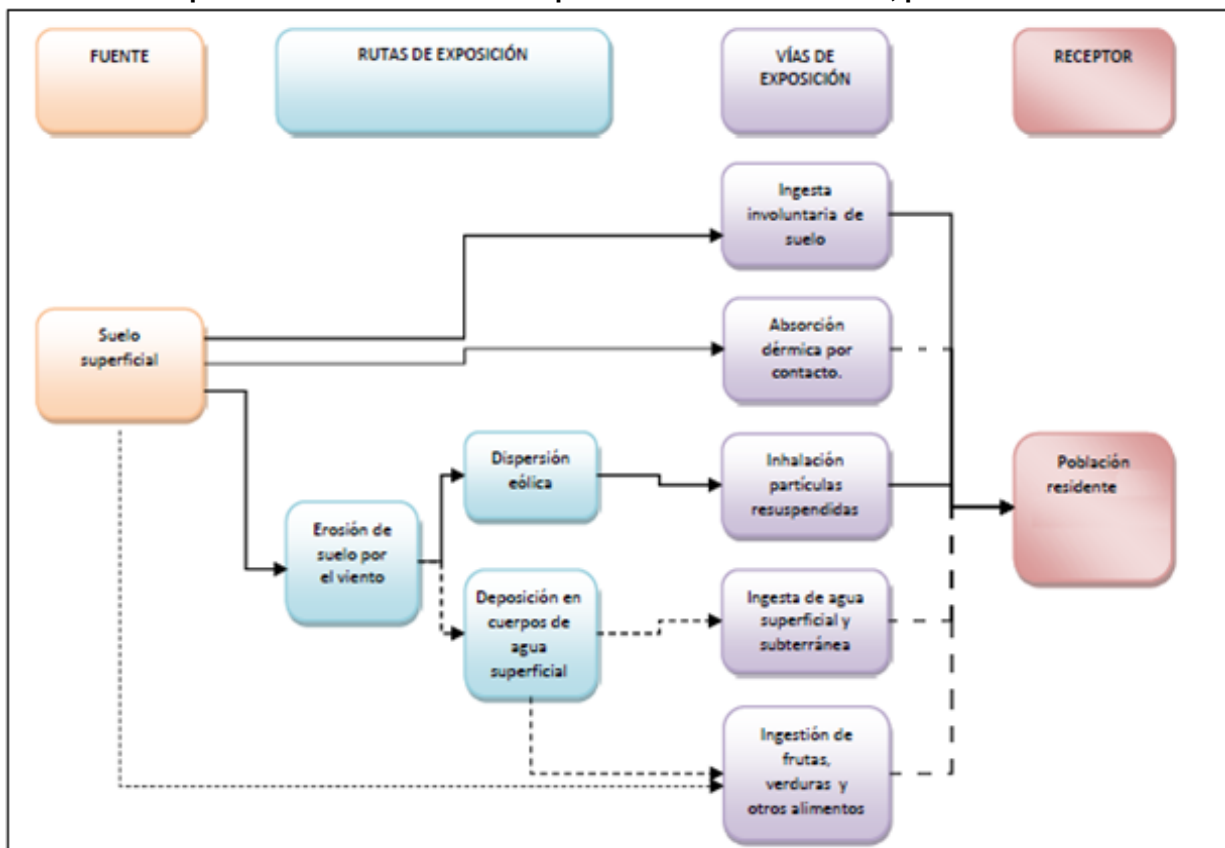 FUENTE
RUTAS DE EXPOSICIÓN
VÍAS DE
EXPOSICIÓN
RECEPTOR
Ingesta
involuntaria de
suelo
Suelo
superficial
Absorción
dérmica por
contacto.
Dispersión
eólica
Inhalación
partículas
resuspendidas
Población
residente
Erosión de
suelo por
el viento
Deposición en
cuerpos de
agua
superficial
Ingesta de agua
superficial y
subterránea
Ingestión de
frutas,
verduras y
otros alimentos